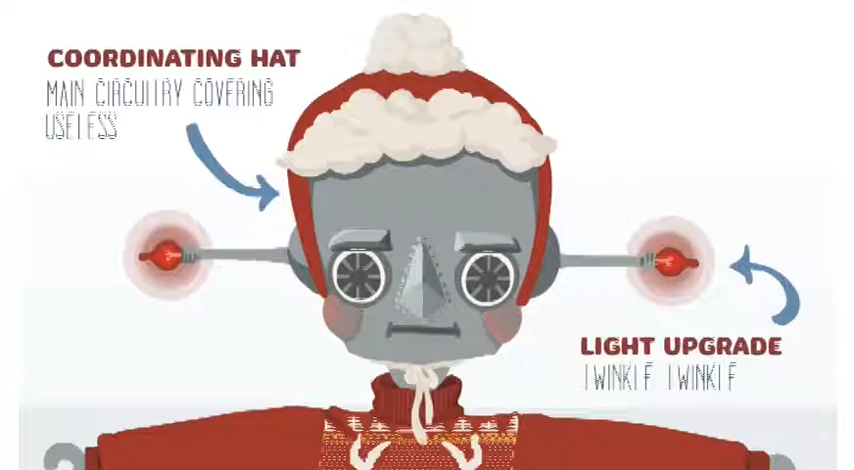 COORDINATING HAT
MAIN CIRCUITRY COVERING
USELESS
LIGHT UPGRADE
TWINKLE TWINKLE